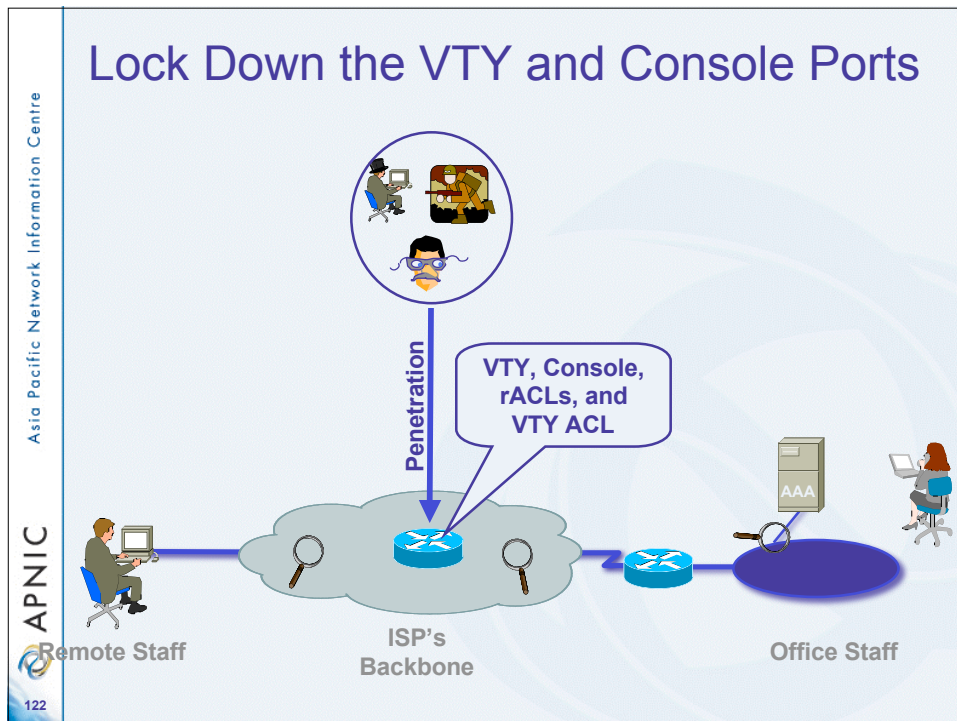 Lock Down the VTY and Console Ports
Asia Pacific Network Information Centre
Penetration
VTY, Console,
rACLs, and
VTY ACL
AAA
Remote Staff
ISP's
Backbone
Office Staff
APNIC
122